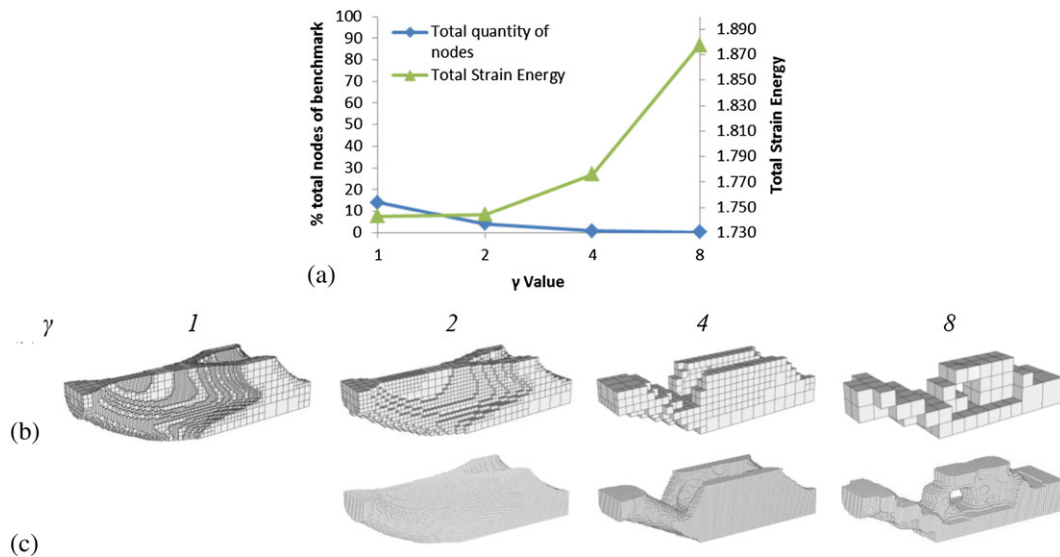 100
90
80
70
60
50
40
30
20
10
0
% total nodes of benchmark
Total quantity of
nodes
Total Strain Energy
1.890
1.870
1.850
1.830
1.810
1.790
1.770
1.750
1.730
Total Strain Energy
1 2 4 8
γ Value
(a)
γ 1 2 4 8
(b)
(c)